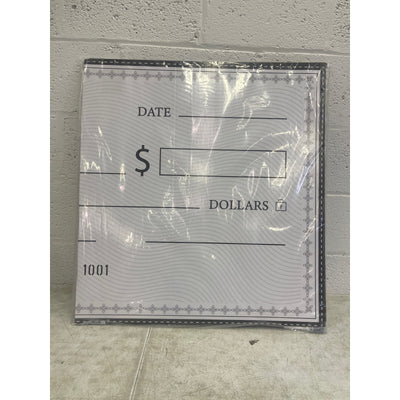 DATE
$
DOLLARS
1001